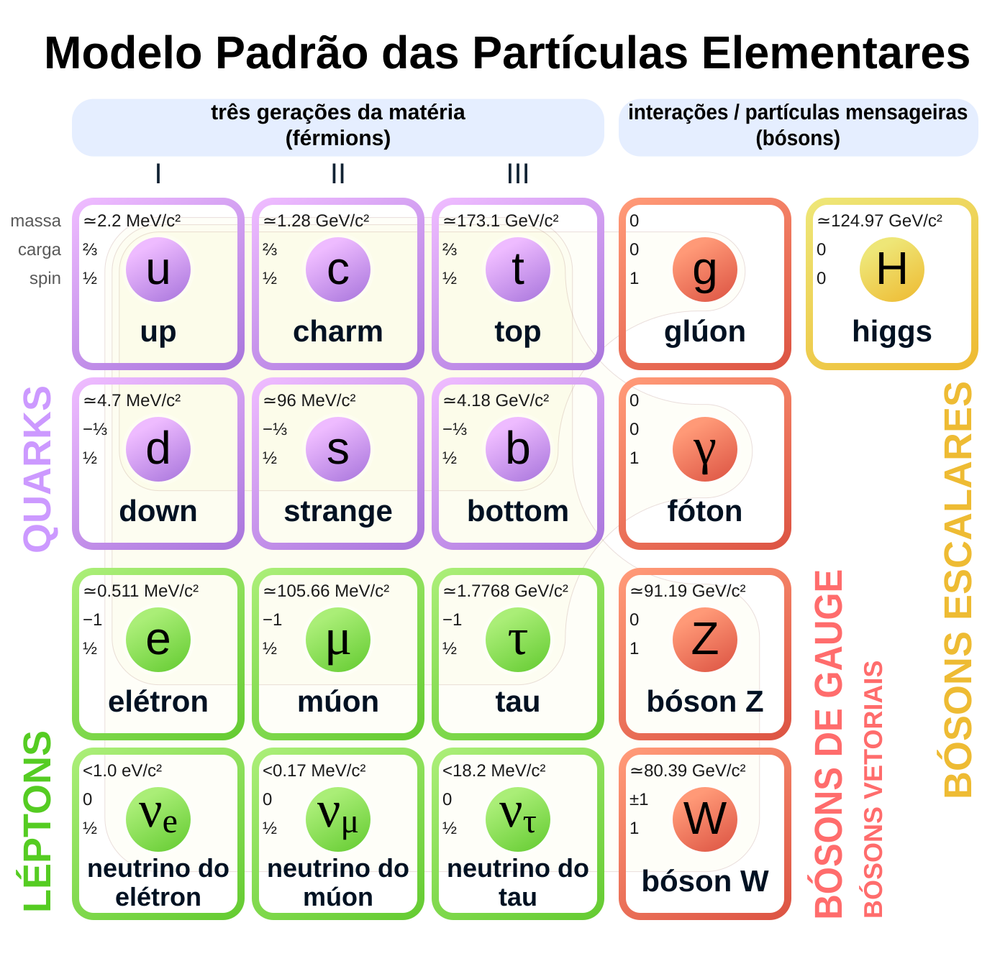 Modelo Padrão das Partículas Elementares
três gerações da matéria
(férmions)
interações / partículas mensageiras
(bósons)
I
II
III
massa
carga
spin
≃2.2 MeV/c²
⅔
½
u
up
≃1.28 GeV/c²
⅔
½
c
charm
≃173.1 GeV/c²
⅔
½
t
top
0
0
1
g
glúon
≃124.97 GeV/c²
0
0
H
higgs
QUARKS
≃4.7 MeV/c²
−⅓
½
d
down
≃96 MeV/c²
−⅓
½
s
strange
≃4.18 GeV/c²
−⅓
½
b
bottom
0
0
1
γ
fóton
≃0.511 MeV/c²
−1
½
e
elétron
≃105.66 MeV/c²
−1
½
μ
múon
≃1.7768 GeV/c²
−1
½
τ
tau
≃91.19 GeV/c²
0
1
Z
bóson Z
LÉPTONS
<1.0 eV/c²
0
½
νe
neutrino do
elétron
<0.17 MeV/c²
0
½
νμ
neutrino do
múon
<18.2 MeV/c²
0
½
ντ
neutrino do
tau
≃80.39 GeV/c²
±1
1
W
bóson W
BÓSONS DE GAUGE
BÓSONS VETORIAIS
BÓSONS ESCALARES